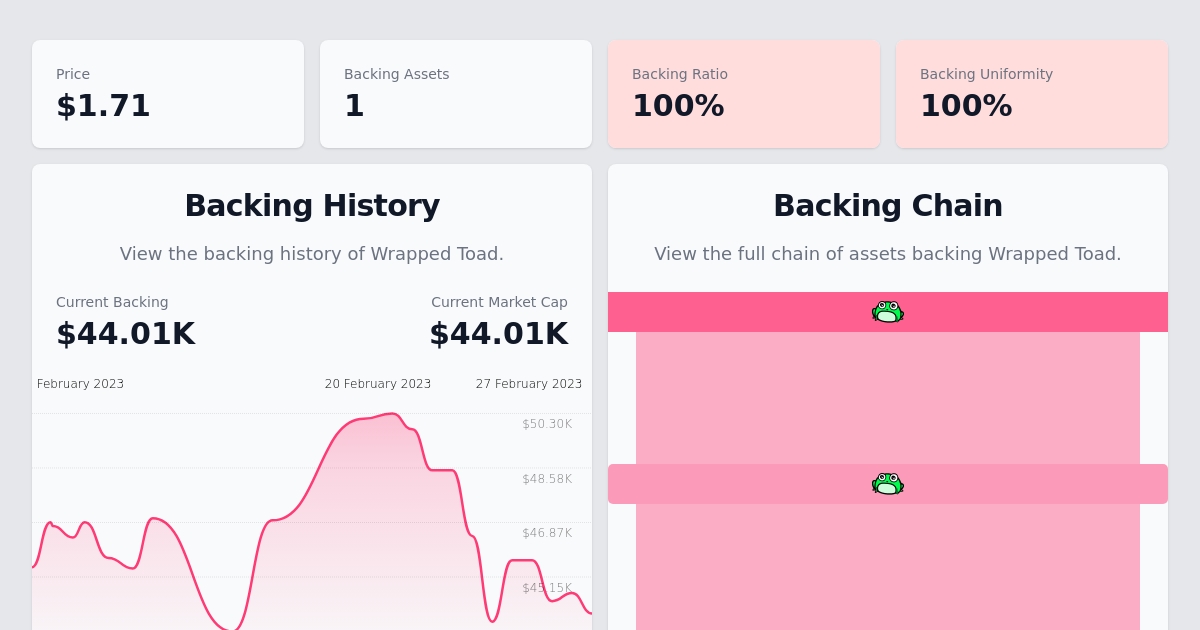 Price
$1.71
Backing Assets
1
Backing Ratio
100%
Backing Uniformity
100%
Backing History
View the backing history of Wrapped Toad.
Current Backing
$44.01K
Current Market Cap
$44.01K
February 2023
20 February 2023
27 February 2023
$50.30K
$48.58K
$46.87K
$45.15K
Backing Chain
View the full chain of assets backing Wrapped Toad.